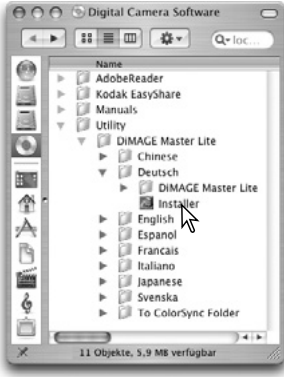 Digital Camera Software
loc...
Name
AdobeReader
Kodak EasyShare
Manuals
Utility
DiMAGE Master Lite
Chinese
Deutsch
DiMAGE Master Lite
Installer
English
Espanol
Francais
Italiano
Japanese
Svenska
To ColorSync Folder
11 Objekte, 5,9 MB verfügbar